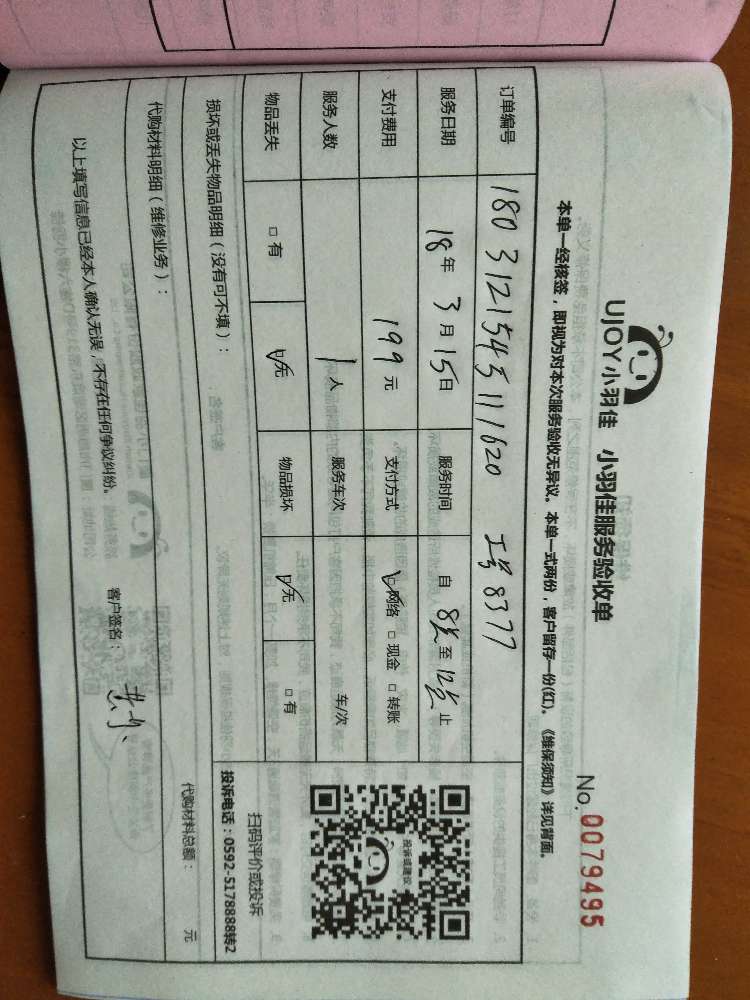 UJOY小羽佳 小羽佳服务验收单
No. 0079495
本单一经核签，即视为对本次服务验收无异议。本单一式两份，客户留存一份(红)。《维保须知》详见背面。
订单编号 1803121545111620 工号8377
服务日期 18年 3月15日 服务时间 自 8点至12点止
支付费用 199元 支付方式 ☑网络 □现金 □转账
服务人数 1人 服务车次 车/次
物品丢失 □有 ☑无 物品损坏 ☑无 □有
投诉或建议
扫码评价或投诉
投诉电话：0592-5178888转2
损坏或丢失物品明细（没有可不填）：
代购材料明细（维修业务）：
代购材料总额： 元
以上填写信息已经本人确认无误，不存在任何争议纠纷。
客户签名：